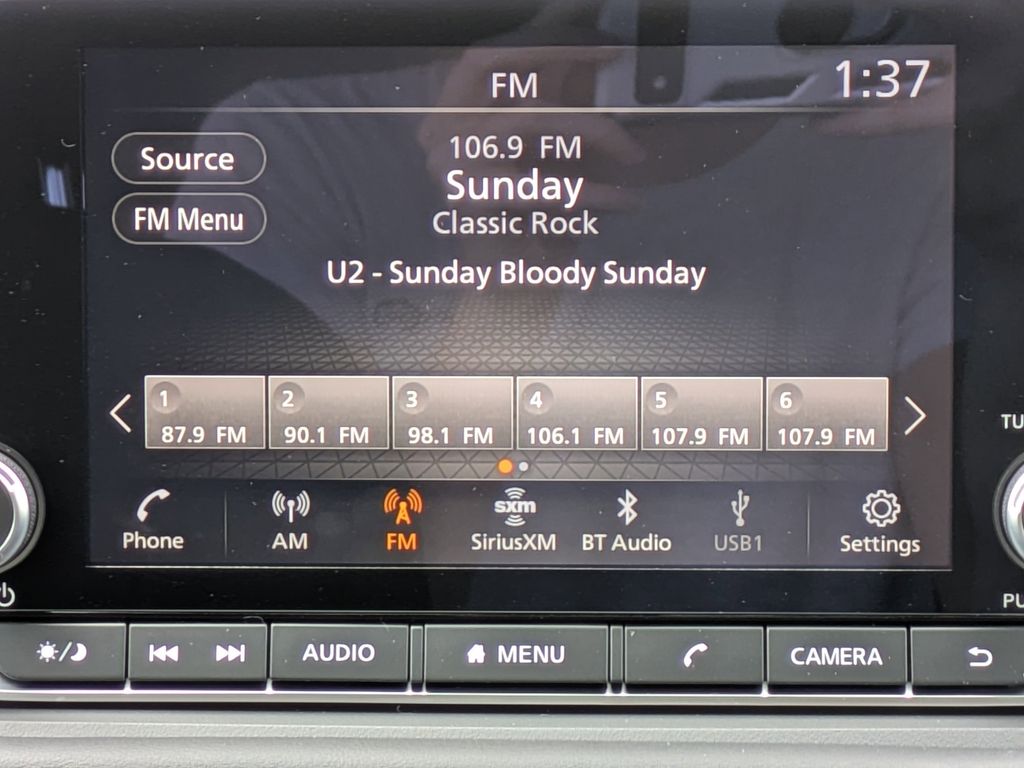 FM
1:37
Source
FM Menu
106.9 FM
Sunday
Classic Rock
U2 - Sunday Bloody Sunday
1 2 3 4 5 6
87.9 FM 90.1 FM 98.1 FM 106.1 FM 107.9 FM 107.9 FM
TU
sxm
Phone AM FM SiriusXM BT Audio USB1 Settings
PU
AUDIO MENU CAMERA